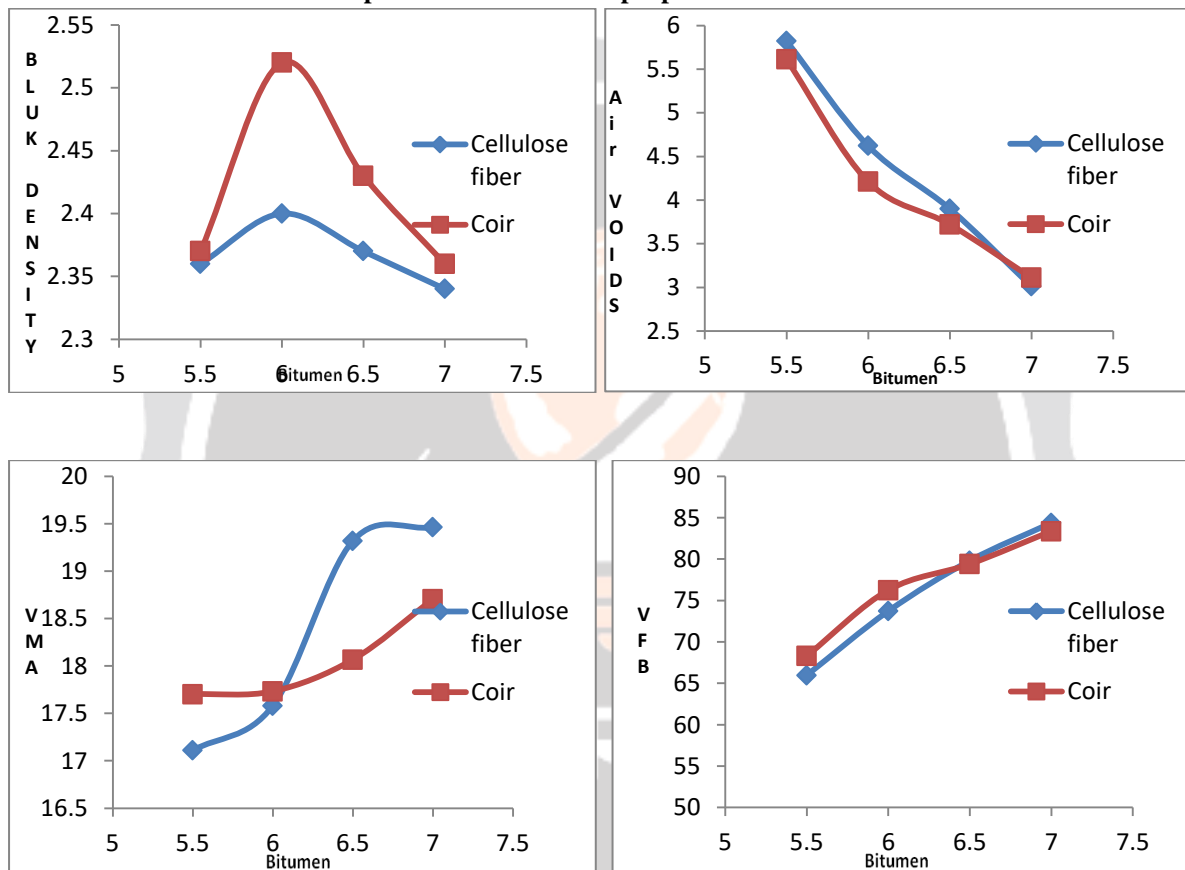 2.55
2.5
2.45
2.4
2.35
2.3
BLUK DENSITY
5 5.5 6 6.5 7 7.5
Bitumen
Cellulose
fiber
Coir
6
5.5
5
4.5
4
3.5
3
2.5
Air VOIDS
5 5.5 6 6.5 7 7.5
Bitumen
Cellulose
fiber
Coir
20
19.5
19
18.5
18
17.5
17
16.5
VMA
5 5.5 6 6.5 7 7.5
Bitumen
Cellulose
fiber
Coir
90
85
80
75
70
65
60
55
50
VFB
5 5.5 6 6.5 7 7.5
Bitumen
Cellulose
fiber
Coir